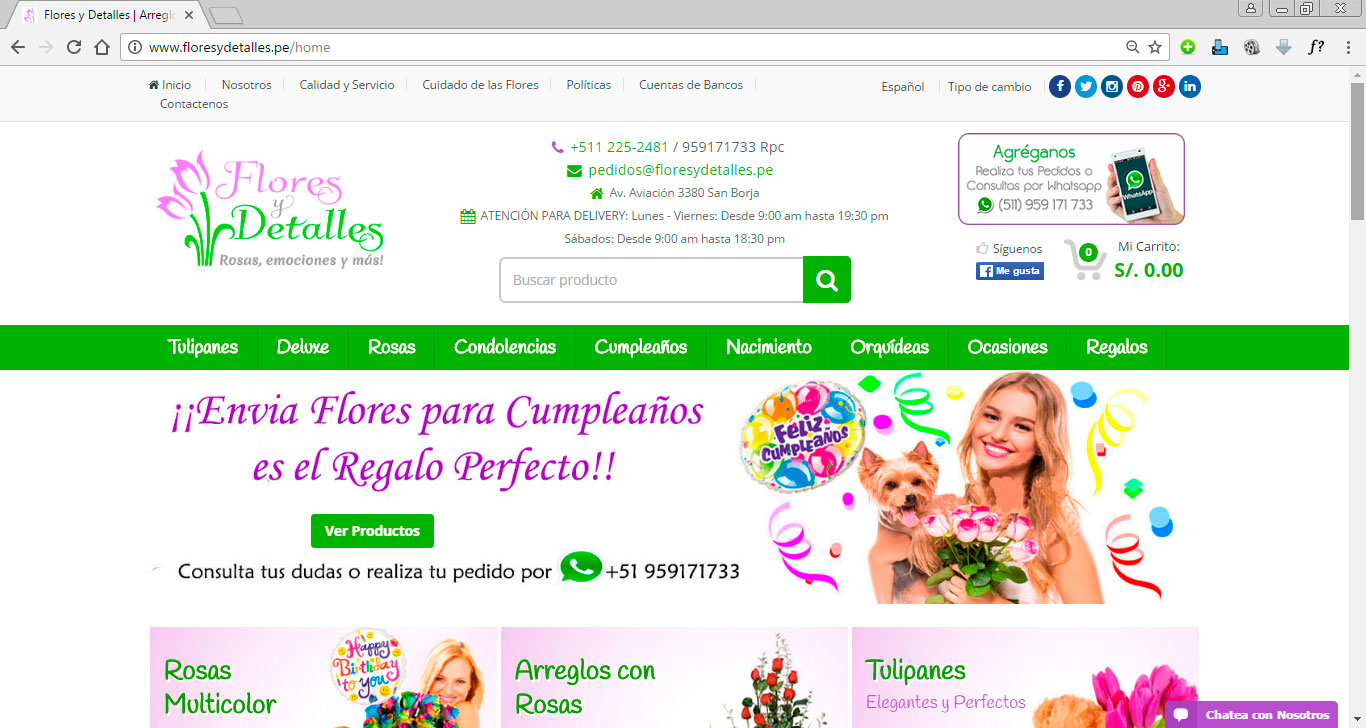 Flores y Detalles | Arregl
www.floresydetalles.pe/home
f?
Inicio
Nosotros
Calidad y Servicio
Cuidado de las Flores
Políticas
Cuentas de Bancos
Contactenos
Español
Tipo de cambio
Flores
y
Detalles
Rosas, emociones y más!
+511 225-2481 / 959171733 Rpc
pedidos@floresydetalles.pe
Av. Aviación 3380 San Borja
ATENCIÓN PARA DELIVERY: Lunes - Viernes: Desde 9:00 am hasta 19:30 pm
Sábados: Desde 9:00 am hasta 18:30 pm
Buscar producto
Agréganos
Realiza tus Pedidos o
Consultas por Whatsapp
(511) 959 171 733
WhatsApp
Síguenos
Me gusta
0
Mi Carrito:
S/. 0.00
Tulipanes
Deluxe
Rosas
Condolencias
Cumpleaños
Nacimiento
Orquídeas
Ocasiones
Regalos
¡¡Envia Flores para Cumpleaños
es el Regalo Perfecto!!
Ver Productos
Consulta tus dudas o realiza tu pedido por +51 959171733
FELIZ
CUMPLEAÑOS
Rosas
Multicolor
Happy
Birthday
to you
Arreglos con
Rosas
Tulipanes
Elegantes y Perfectos
Chatea con Nosotros